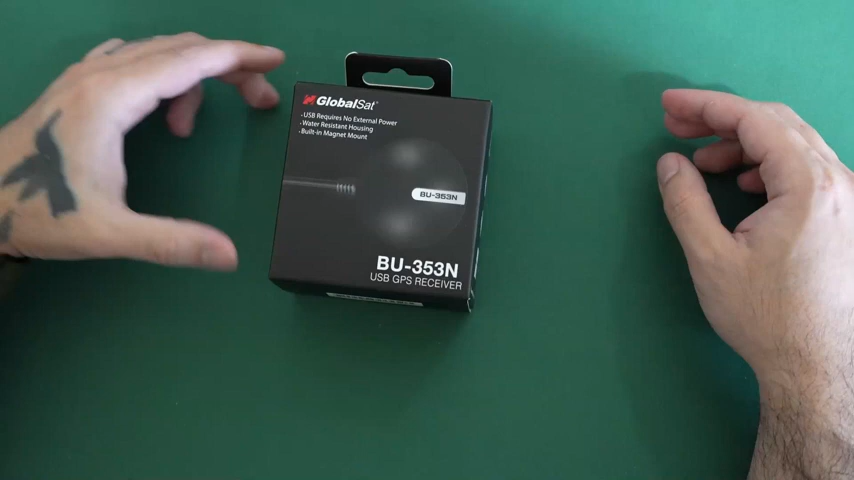 GlobalSat®
•USB Requires No External Power
•Water Resistant Housing
•Built-in Magnet Mount
BU-353N
BU-353N
USB GPS RECEIVER